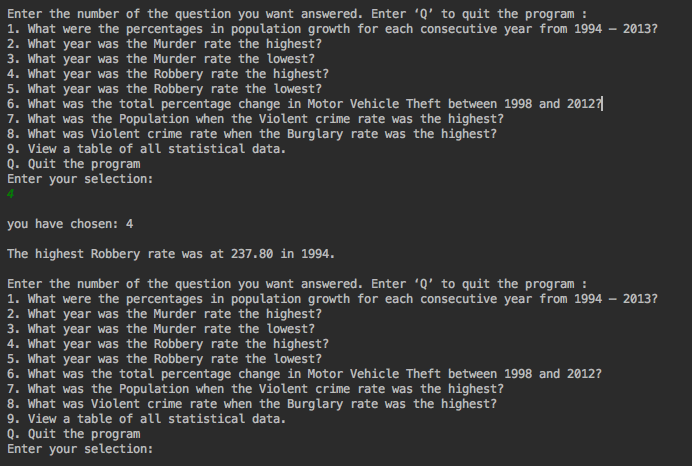 Enter the number of the question you want answered. Enter ‘Q’ to quit the program :
1. What were the percentages in population growth for each consecutive year from 1994 – 2013?
2. What year was the Murder rate the highest?
3. What year was the Murder rate the lowest?
4. What year was the Robbery rate the highest?
5. What year was the Robbery rate the lowest?
6. What was the total percentage change in Motor Vehicle Theft between 1998 and 2012?
7. What was the Population when the Violent crime rate was the highest?
8. What was Violent crime rate when the Burglary rate was the highest?
9. View a table of all statistical data.
Q. Quit the program
Enter your selection:
4
you have chosen: 4
The highest Robbery rate was at 237.80 in 1994.
Enter the number of the question you want answered. Enter ‘Q’ to quit the program :
1. What were the percentages in population growth for each consecutive year from 1994 – 2013?
2. What year was the Murder rate the highest?
3. What year was the Murder rate the lowest?
4. What year was the Robbery rate the highest?
5. What year was the Robbery rate the lowest?
6. What was the total percentage change in Motor Vehicle Theft between 1998 and 2012?
7. What was the Population when the Violent crime rate was the highest?
8. What was Violent crime rate when the Burglary rate was the highest?
9. View a table of all statistical data.
Q. Quit the program
Enter your selection: